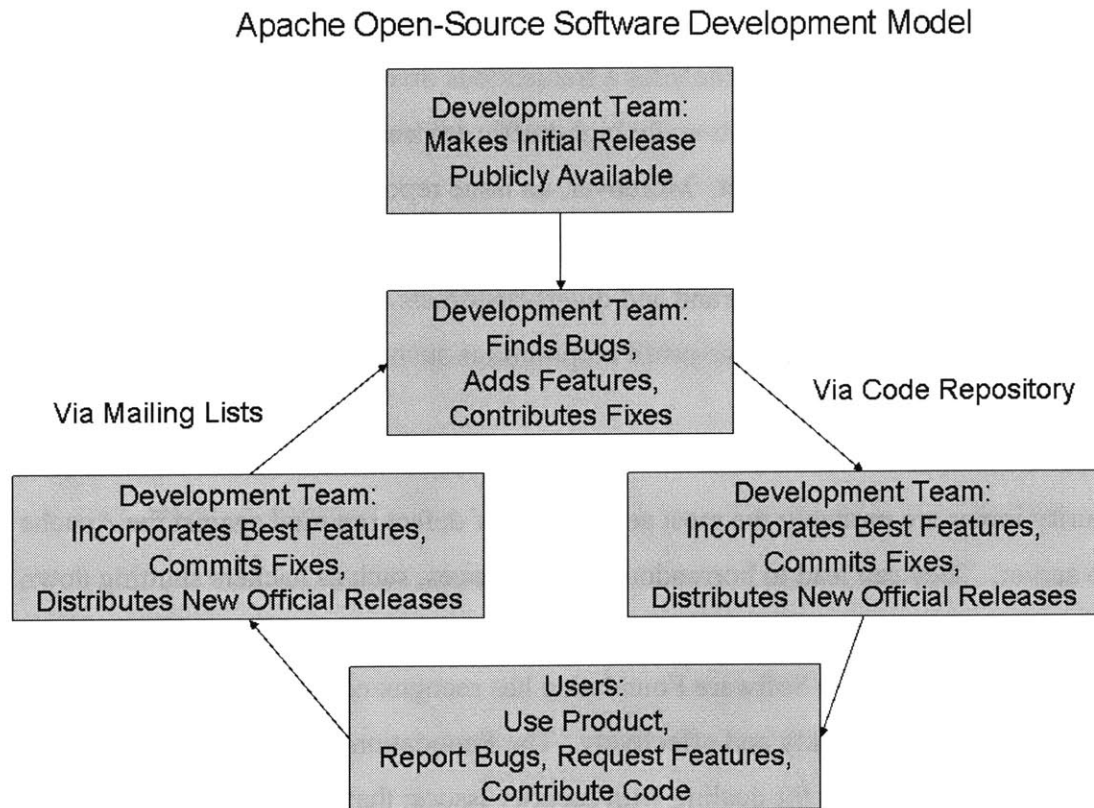 Apache Open-Source Software Development Model
Development Team:
Makes Initial Release
Publicly Available
Development Team:
Finds Bugs,
Adds Features,
Contributes Fixes
Via Mailing Lists
Via Code Repository
Development Team:
Incorporates Best Features,
Commits Fixes,
Distributes New Official Releases
Development Team:
Incorporates Best Features,
Commits Fixes,
Distributes New Official Releases
Users:
Use Product,
Report Bugs, Request Features,
Contribute Code